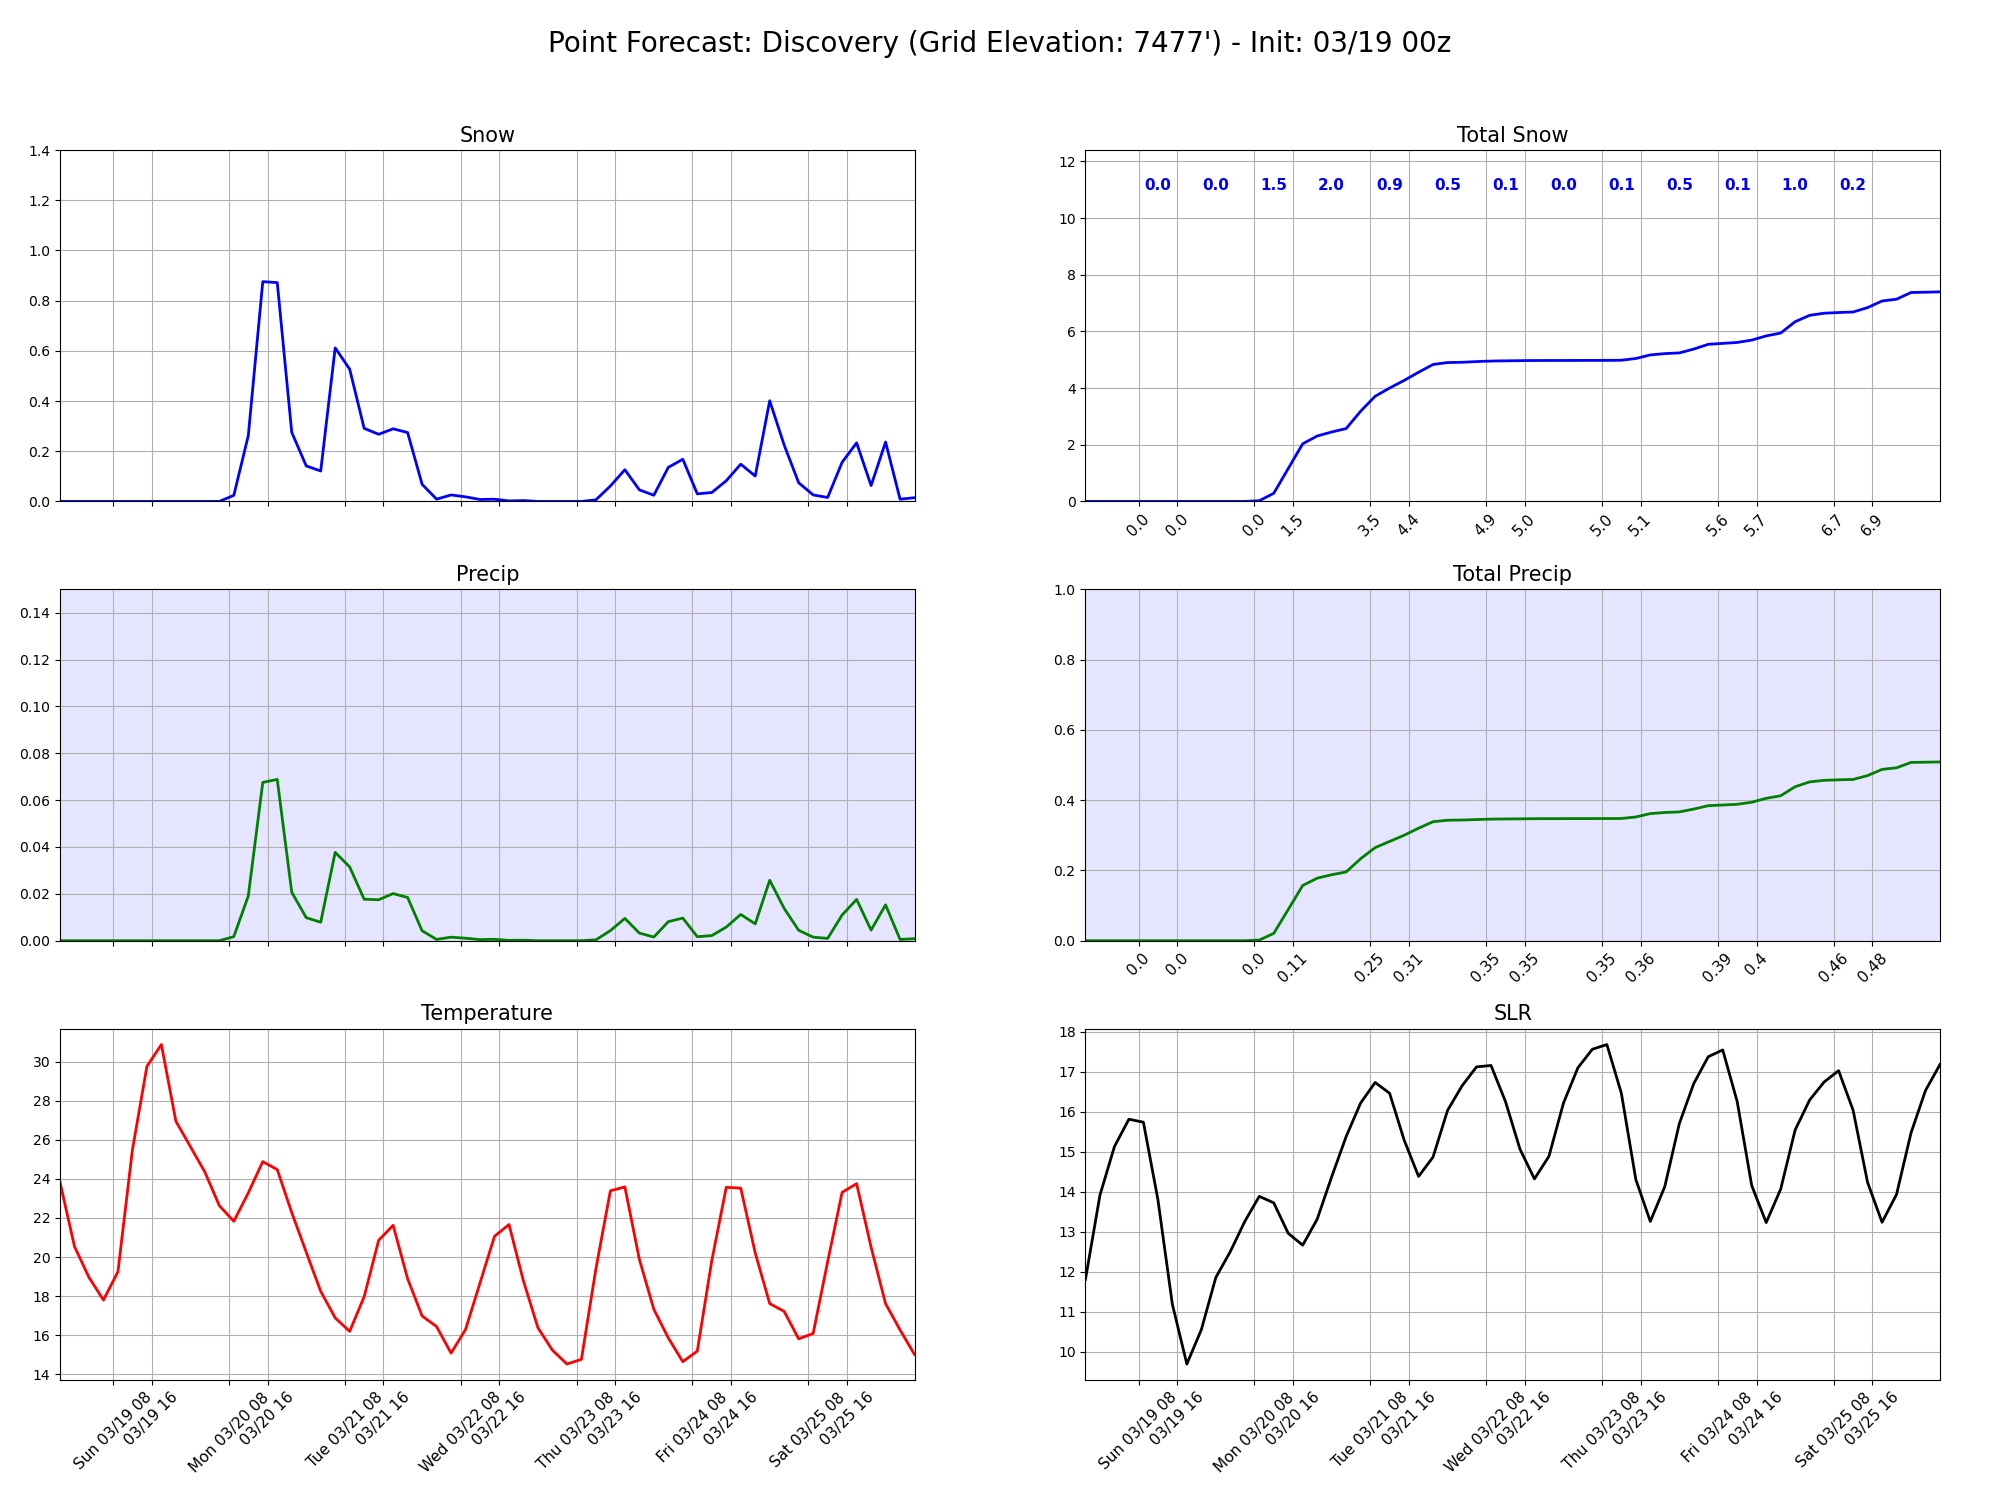 Point Forecast: Discovery (Grid Elevation: 7477') - Init: 03/19 00z
Snow
1.4
1.2
1.0
0.8
0.6
0.4
0.2
0.0
Total Snow
12
10
8
6
4
2
0
0.0 0.0 1.5 2.0 0.9 0.5 0.1 0.0 0.1 0.5 0.1 1.0 0.2
0.0 0.0 0.0 1.5 3.5 4.4 4.9 5.0 5.0 5.1 5.6 5.7 6.7 6.9
Precip
0.14
0.12
0.10
0.08
0.06
0.04
0.02
0.00
Total Precip
1.0
0.8
0.6
0.4
0.2
0.0
0.0 0.0 0.0 0.11 0.25 0.31 0.35 0.35 0.35 0.36 0.39 0.4 0.46 0.48
Temperature
30
28
26
24
22
20
18
16
14
Sun 03/19 08
03/19 16
Mon 03/20 08
03/20 16
Tue 03/21 08
03/21 16
Wed 03/22 08
03/22 16
Thu 03/23 08
03/23 16
Fri 03/24 08
03/24 16
Sat 03/25 08
03/25 16
SLR
18
17
16
15
14
13
12
11
10
Sun 03/19 08
03/19 16
Mon 03/20 08
03/20 16
Tue 03/21 08
03/21 16
Wed 03/22 08
03/22 16
Thu 03/23 08
03/23 16
Fri 03/24 08
03/24 16
Sat 03/25 08
03/25 16